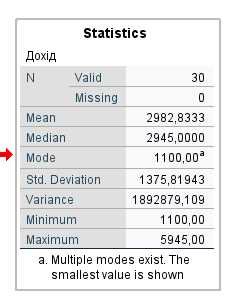 Statistics
Дохід
N Valid 30
Missing 0
Mean 2982,8333
Median 2945,0000
Mode 1100,00a
Std. Deviation 1375,81943
Variance 1892879,109
Minimum 1100,00
Maximum 5945,00
a. Multiple modes exist. The
smallest value is shown